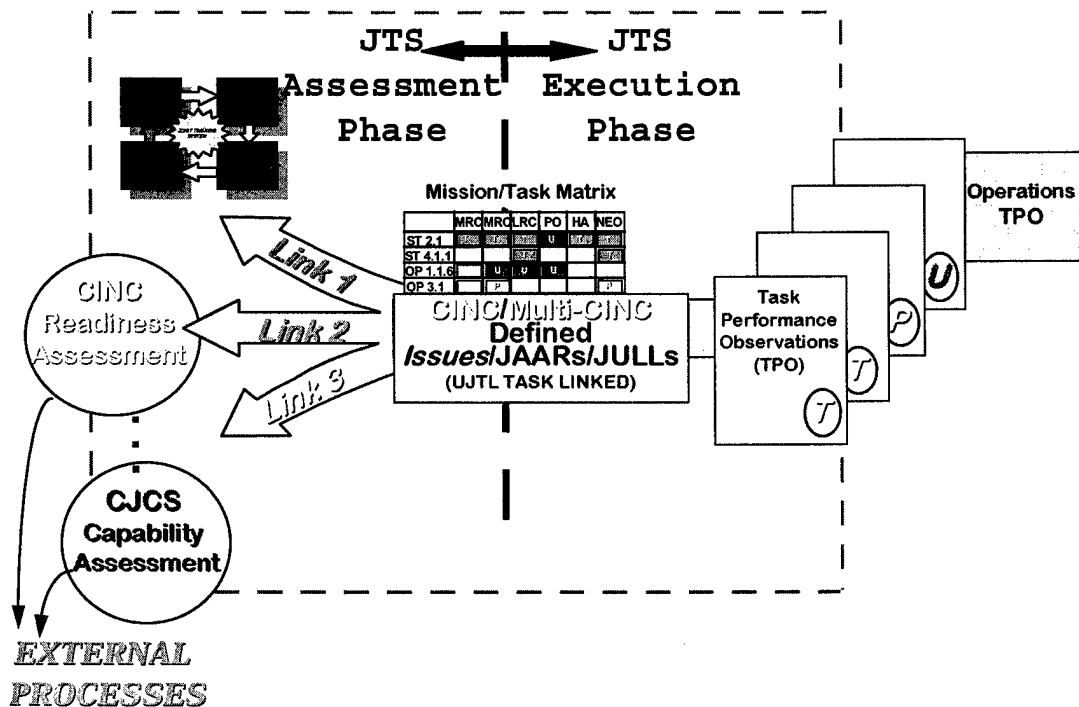 JTS JTS
Assessment Execution
Phase Phase
JOINT TRAINING
SYSTEM
Mission/Task Matrix
MRC MRC LRC PO HA NEO
ST 2.1 U
ST 4.1.1
OP 1.1.6 U U U
OP 3.1 P P
Link 1
Link 2
Link 3
CINC
Readiness
Assessment
CINC/Multi-CINC
Defined
Issues/JAARs/JULLs
(UJTL TASK LINKED)
Task
Performance
Observations
(TPO)
T
T
P
U
Operations
TPO
CJCS
Capability
Assessment
EXTERNAL
PROCESSES